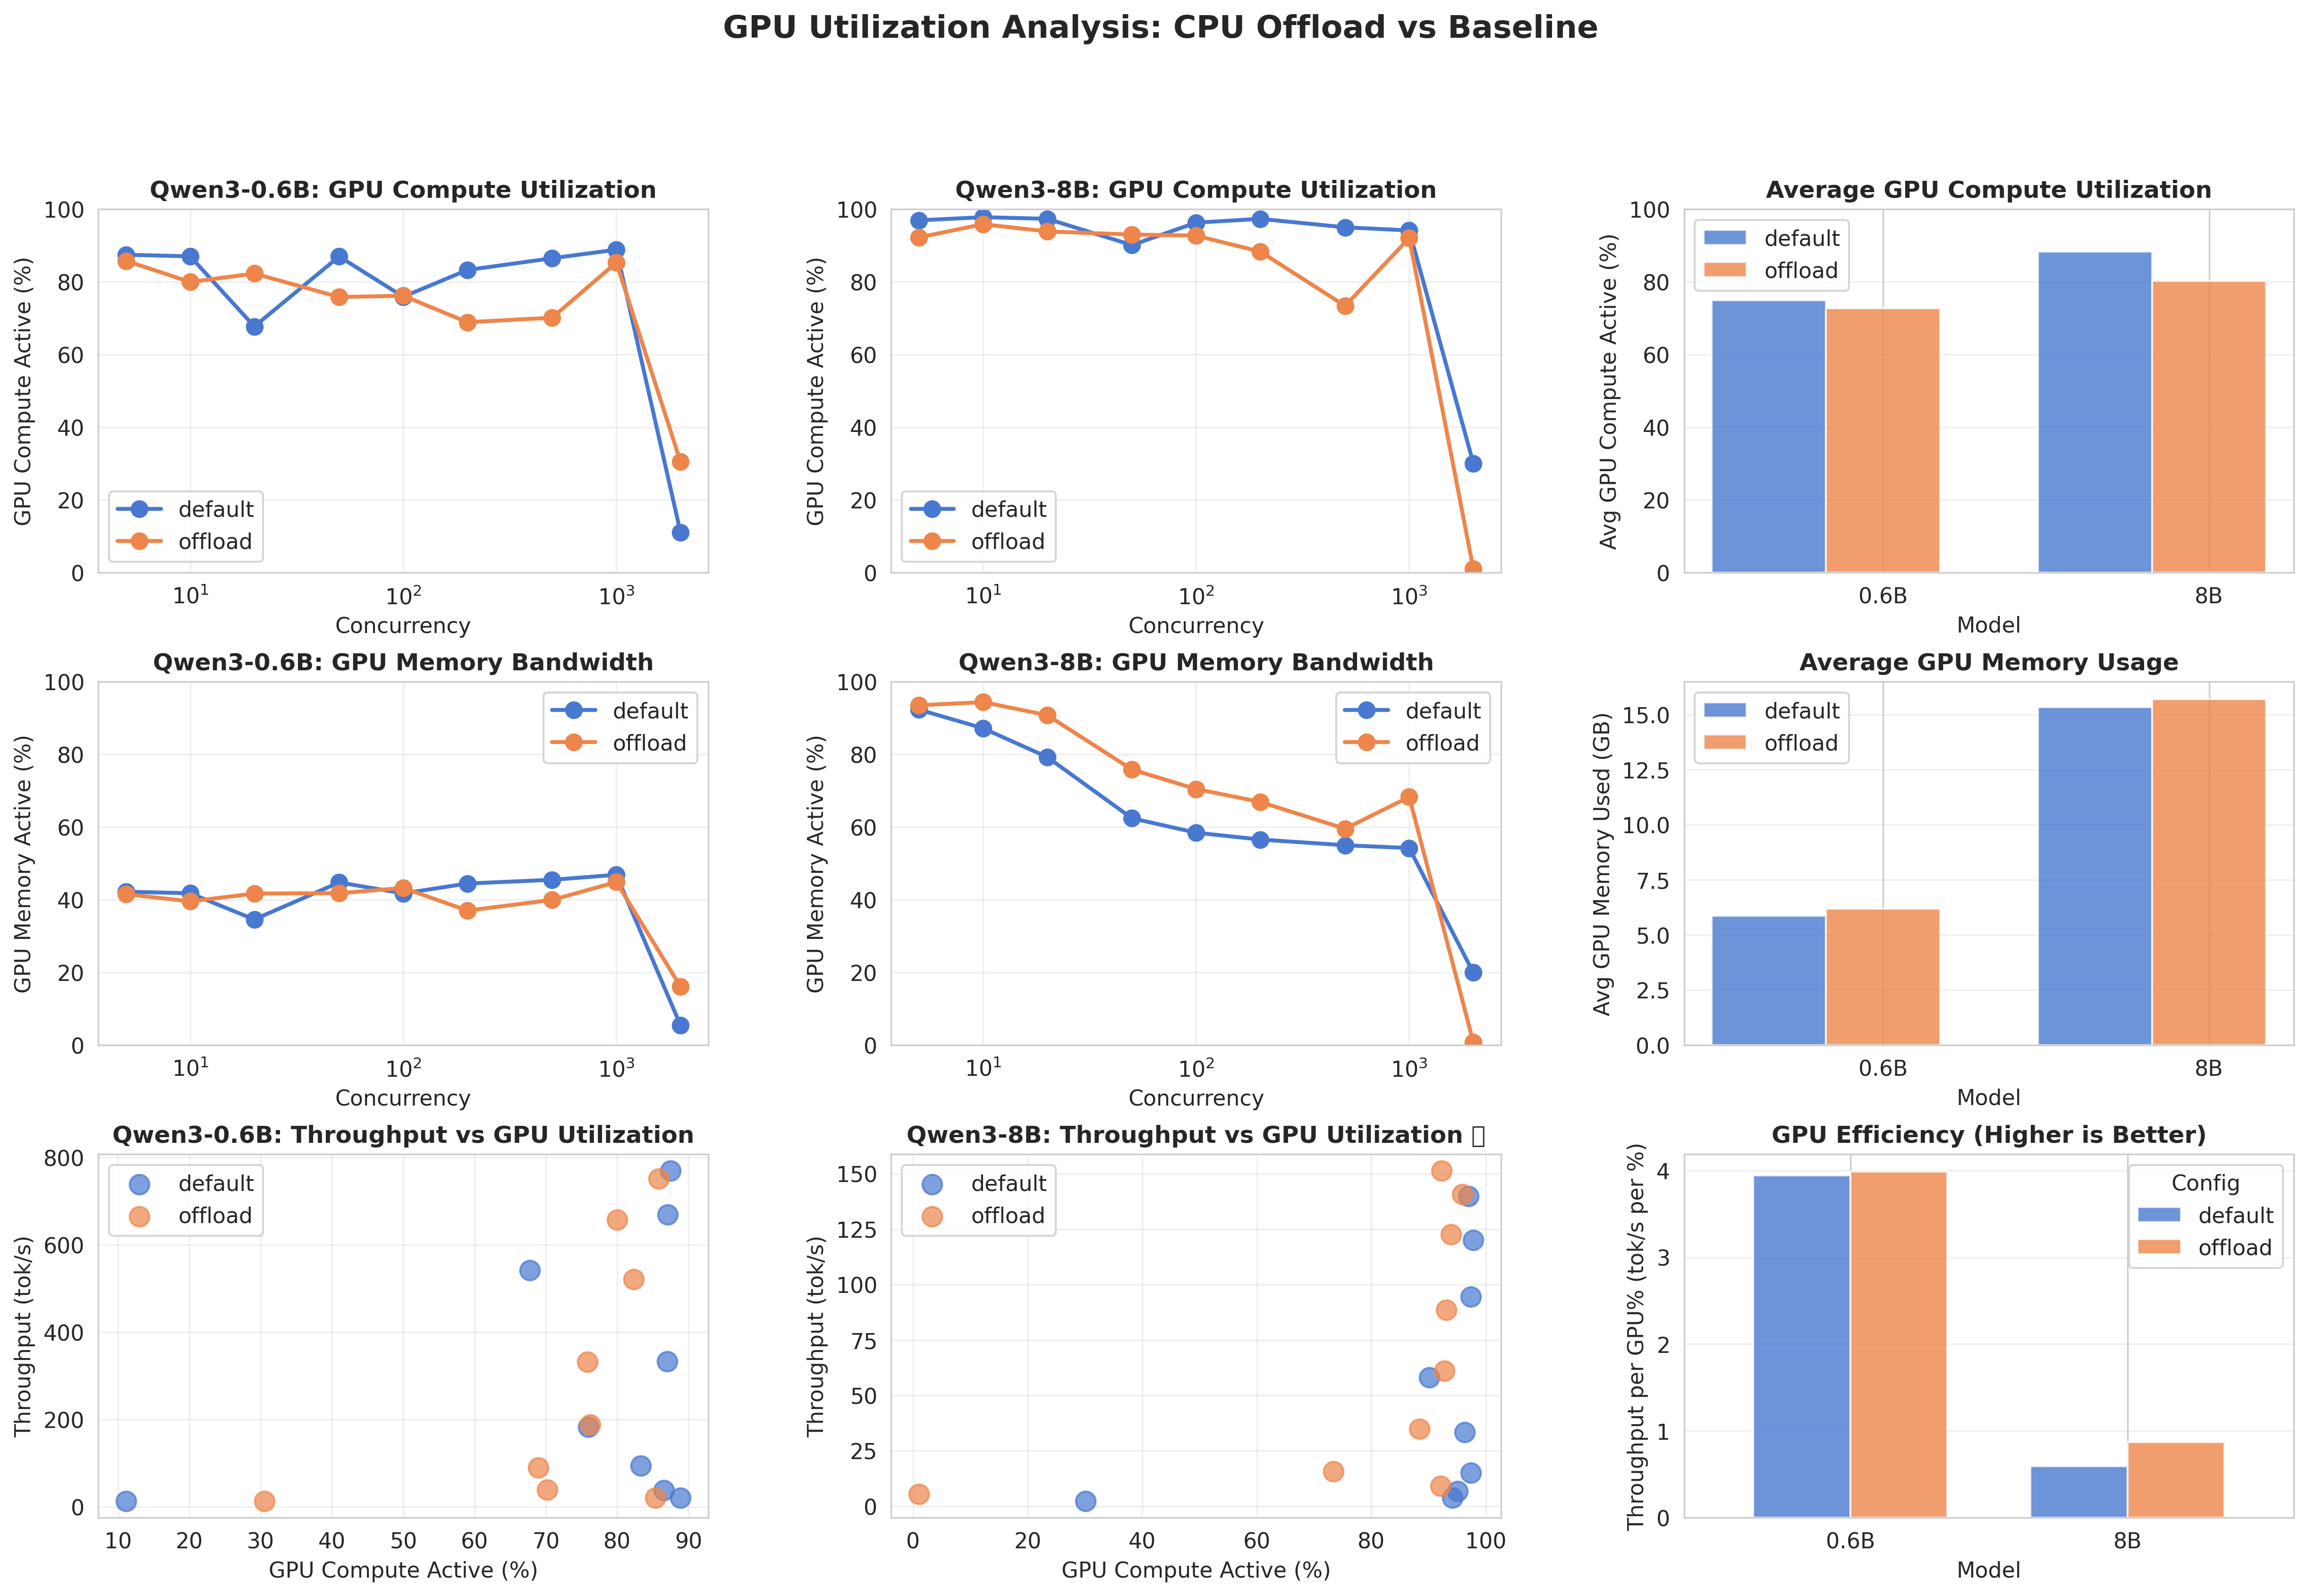 GPU Utilization Analysis: CPU Offload vs Baseline
Qwen3-0.6B: GPU Compute Utilization
GPU Compute Active (%)
100
80
60
40
20
0
default
offload
10¹
10²
10³
Concurrency
Qwen3-8B: GPU Compute Utilization
GPU Compute Active (%)
100
80
60
40
20
0
default
offload
10¹
10²
10³
Concurrency
Average GPU Compute Utilization
Avg GPU Compute Active (%)
100
80
60
40
20
0
default
offload
0.6B
8B
Model
Qwen3-0.6B: GPU Memory Bandwidth
GPU Memory Active (%)
100
80
60
40
20
0
default
offload
10¹
10²
10³
Concurrency
Qwen3-8B: GPU Memory Bandwidth
GPU Memory Active (%)
100
80
60
40
20
0
default
offload
10¹
10²
10³
Concurrency
Average GPU Memory Usage
Avg GPU Memory Used (GB)
15.0
12.5
10.0
7.5
5.0
2.5
0.0
default
offload
0.6B
8B
Model
Qwen3-0.6B: Throughput vs GPU Utilization
Throughput (tok/s)
800
600
400
200
0
default
offload
10
20
30
40
50
60
70
80
90
GPU Compute Active (%)
Qwen3-8B: Throughput vs GPU Utilization
Throughput (tok/s)
150
125
100
75
50
25
0
default
offload
0
20
40
60
80
100
GPU Compute Active (%)
GPU Efficiency (Higher is Better)
Throughput per GPU% (tok/s per %)
4
3
2
1
0
Config
default
offload
0.6B
8B
Model